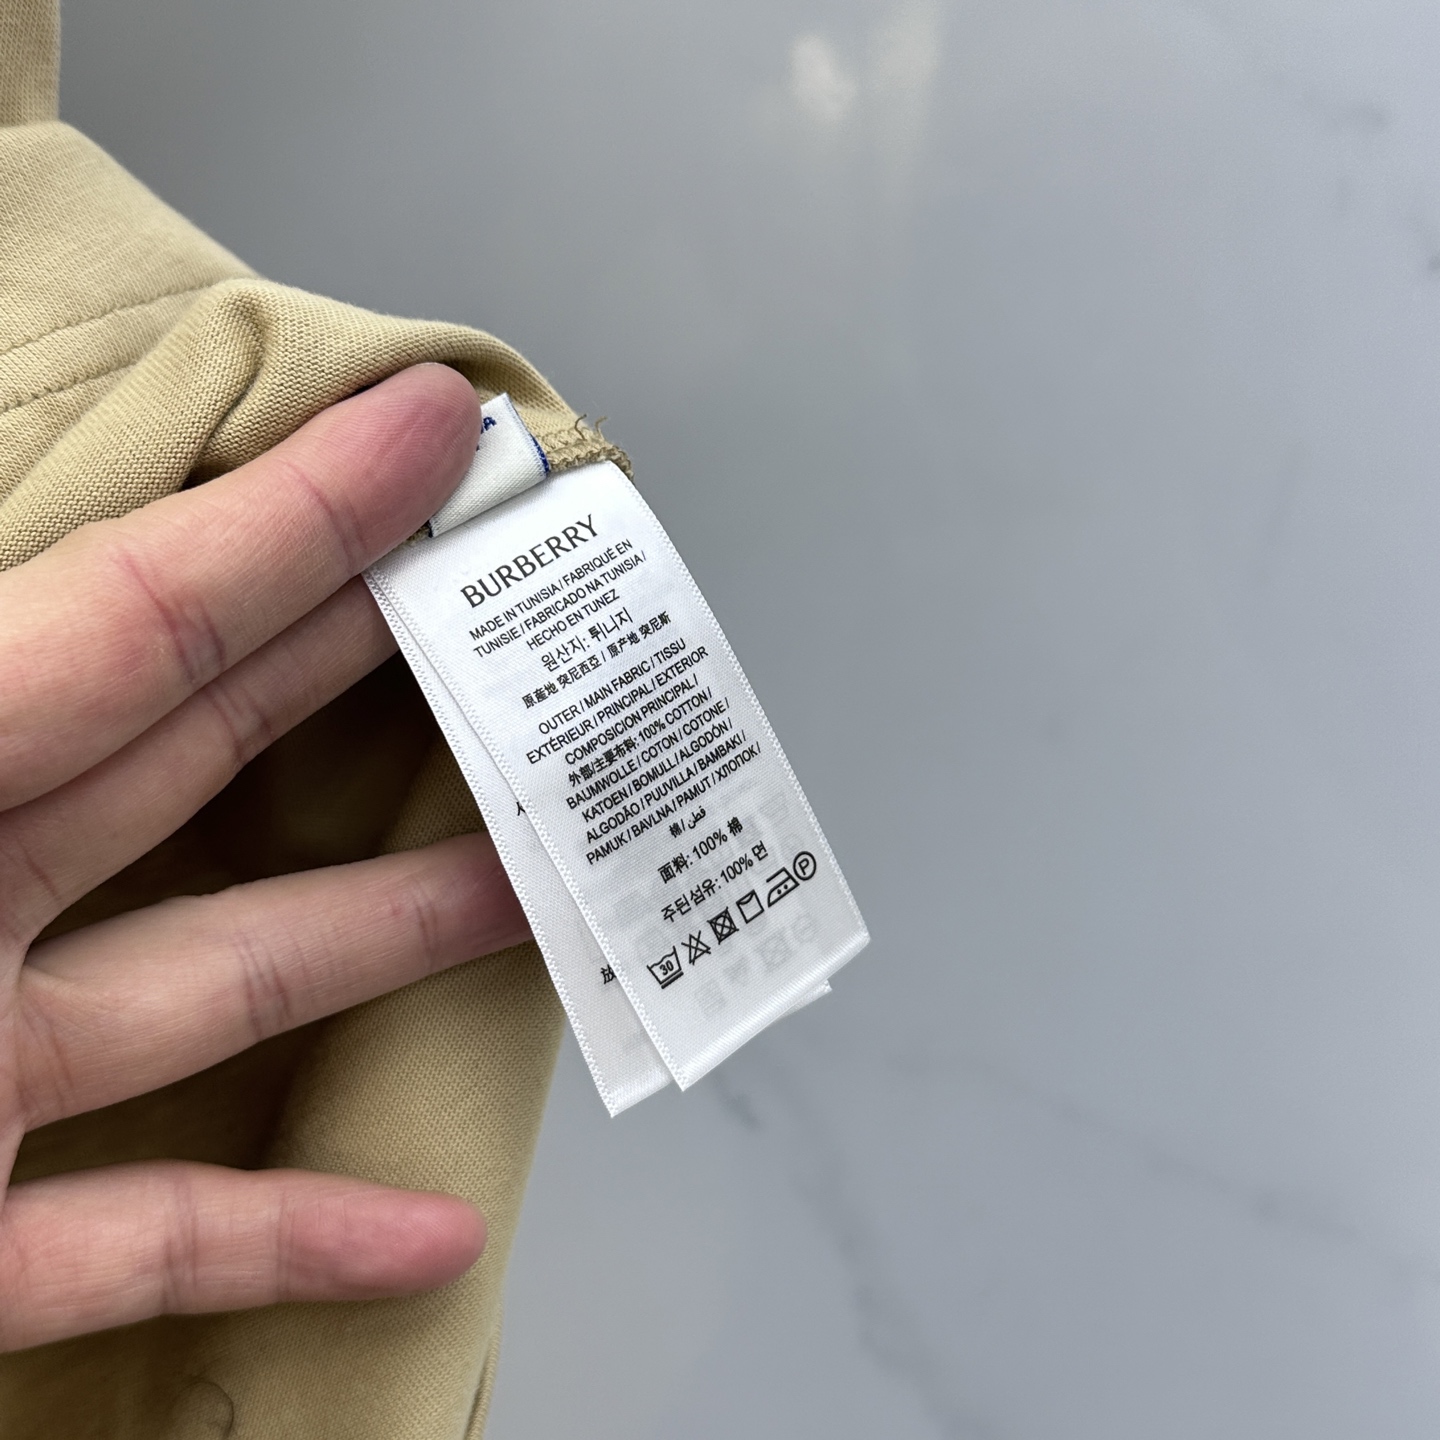 BURBERRY
MADE IN TUNISIA / FABRIQUÉ EN
TUNISIE / FABRICADO NA TUNISIA /
HECHO EN TUNEZ
원산지: 튀니지
原產地 突尼西亞 / 原产地 突尼斯
OUTER / MAIN FABRIC / TISSU
EXTÉRIEUR / PRINCIPAL / EXTERIOR
COMPOSICION PRINCIPAL /
外部/主要布料: 100% COTTON /
BAUMWOLLE / COTON / COTONE /
KATOEN / BOMULL / ALGODÓN /
ALGODÃO / PUUVILLA / BAMBAKI /
PAMUK / BAVLNA / PAMUT / ХЛОПОК /
棉 / قطن
面料: 100% 棉
주된섬유: 100% 면
30 P
放